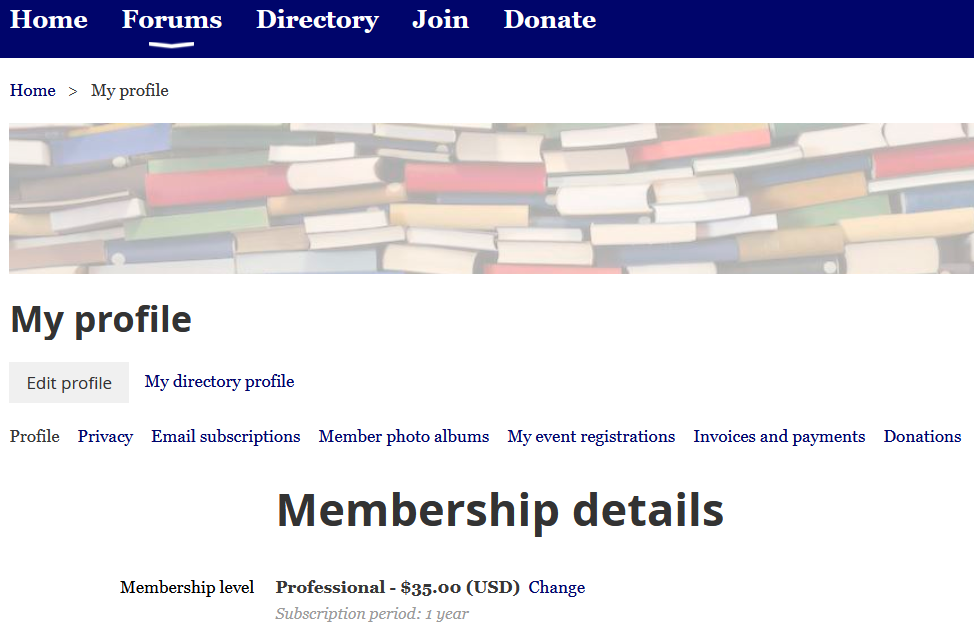 Home Forums Directory Join Donate
Home > My profile
My profile
Edit profile My directory profile
Profile Privacy Email subscriptions Member photo albums My event registrations Invoices and payments Donations
Membership details
Membership level Professional - $35.00 (USD) Change
Subscription period: 1 year